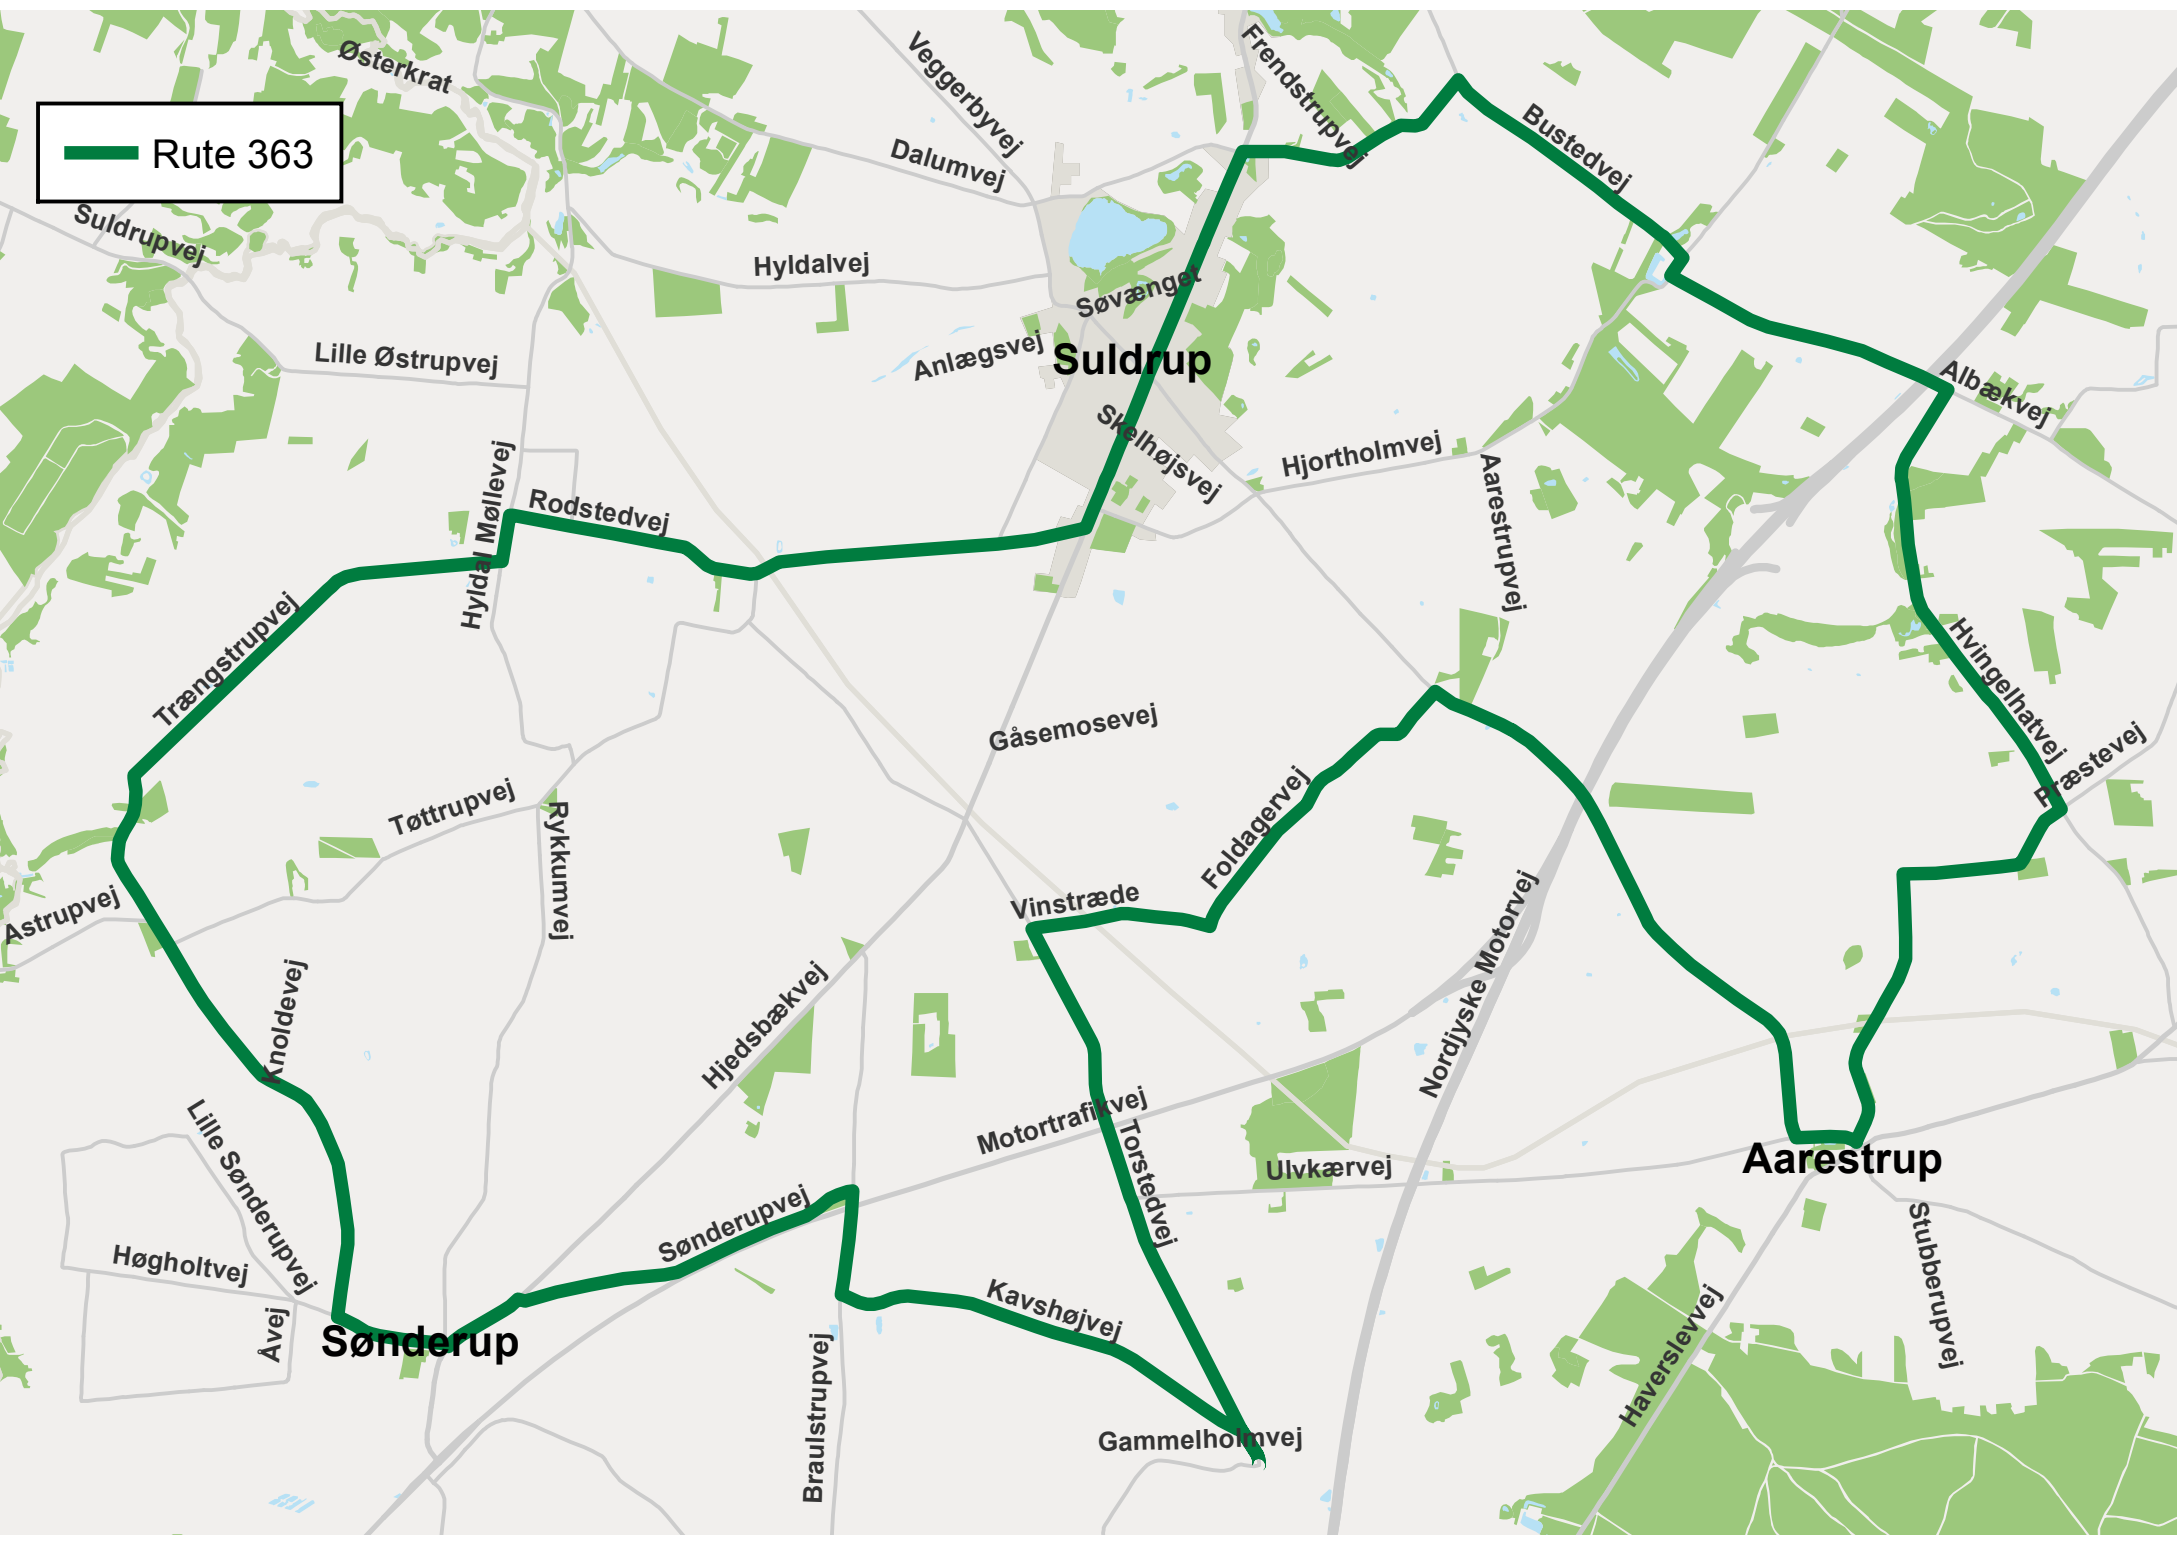 Østerkrat
Veggerbyvej
Frendstrupvej
Bustedvej
Rute 363
Dalumvej
Suldrupvej
Hyldalvej
Søvænget
Anlægsvej
Suldrup
Lille Østrupvej
Albækvej
Skelhøjsvej
Hjortholmvej
Aarestrupvej
Hyldal Møllevej
Rodstedvej
Trængstrupvej
Hvingelhatvej
Gåsemosevej
Præstevej
Tøttrupvej
Rykkumvej
Foldagervej
Vinstræde
Astrupvej
Nordjyske Motorvej
Knoldevej
Hjedsbækvej
Motortrafikvej
Lille Sønderupvej
Torstedvej
Ulvkærvej
Aarestrup
Sønderupvej
Stubberupvej
Høgholtvej
Åvej
Sønderup
Kavshøjvej
Haverslevvej
Braulstrupvej
Gammelholmvej